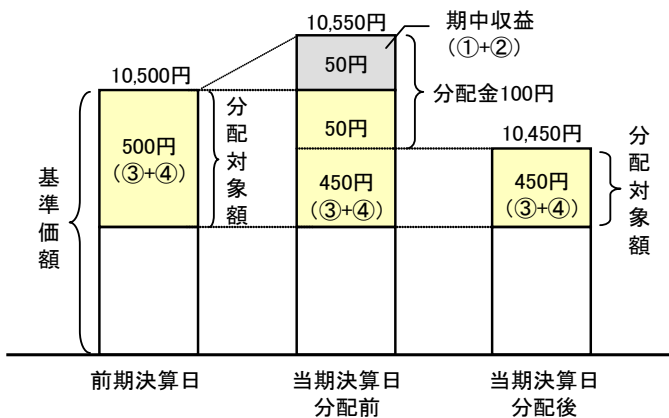 10,550円
期中収益
(①+②)
10,500円
50円
分配金100円
分配対象額
500円
(③+④)
50円
10,450円
基準価額
450円
(③+④)
450円
(③+④)
分配対象額
前期決算日
当期決算日
分配前
当期決算日
分配後